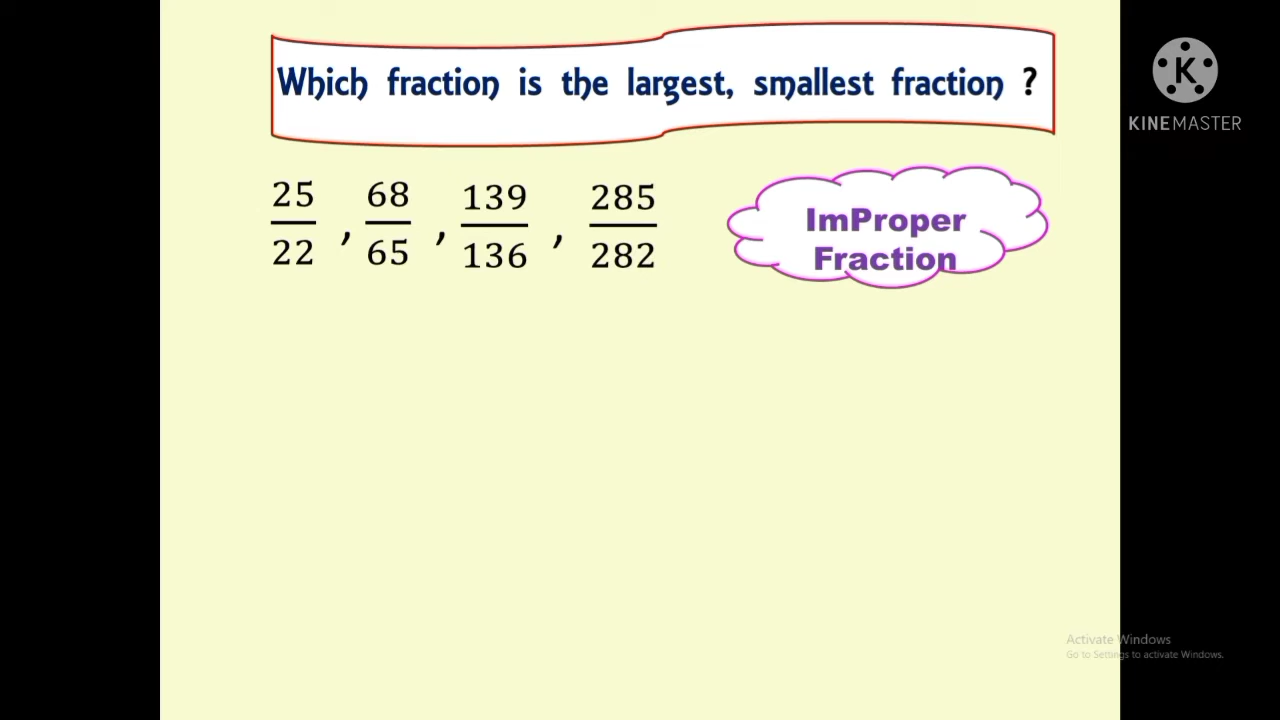 Which fraction is the largest, smallest fraction ?
K
KINEMASTER
25/22 , 68/65 , 139/136 , 285/282
ImProper
Fraction
Activate Windows
Go to Settings to activate Windows.